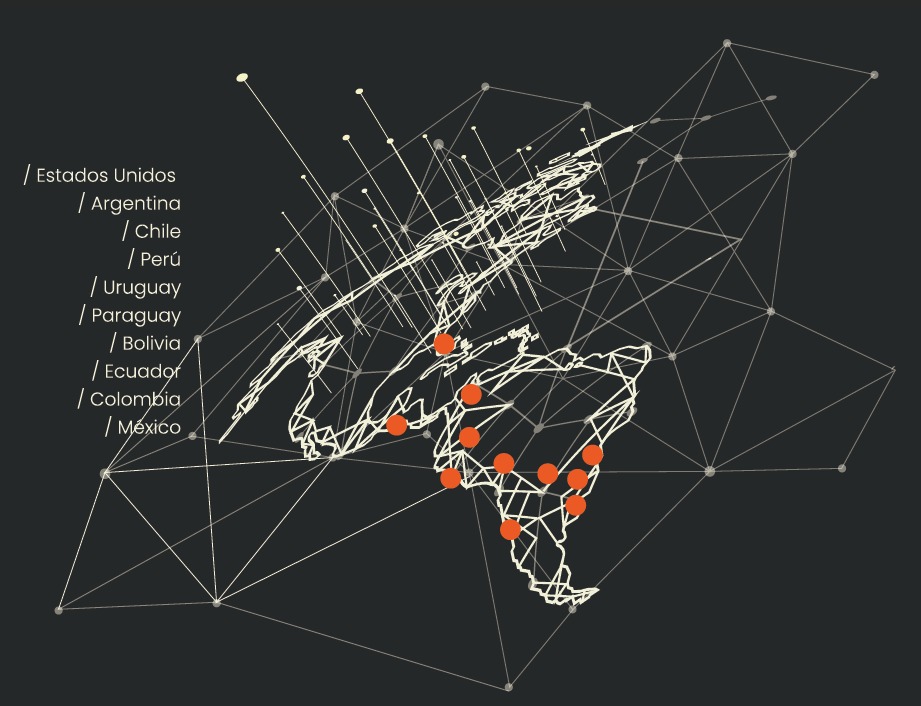 / Estados Unidos
/ Argentina
/ Chile
/ Perú
/ Uruguay
/ Paraguay
/ Bolivia
/ Ecuador
/ Colombia
/ México